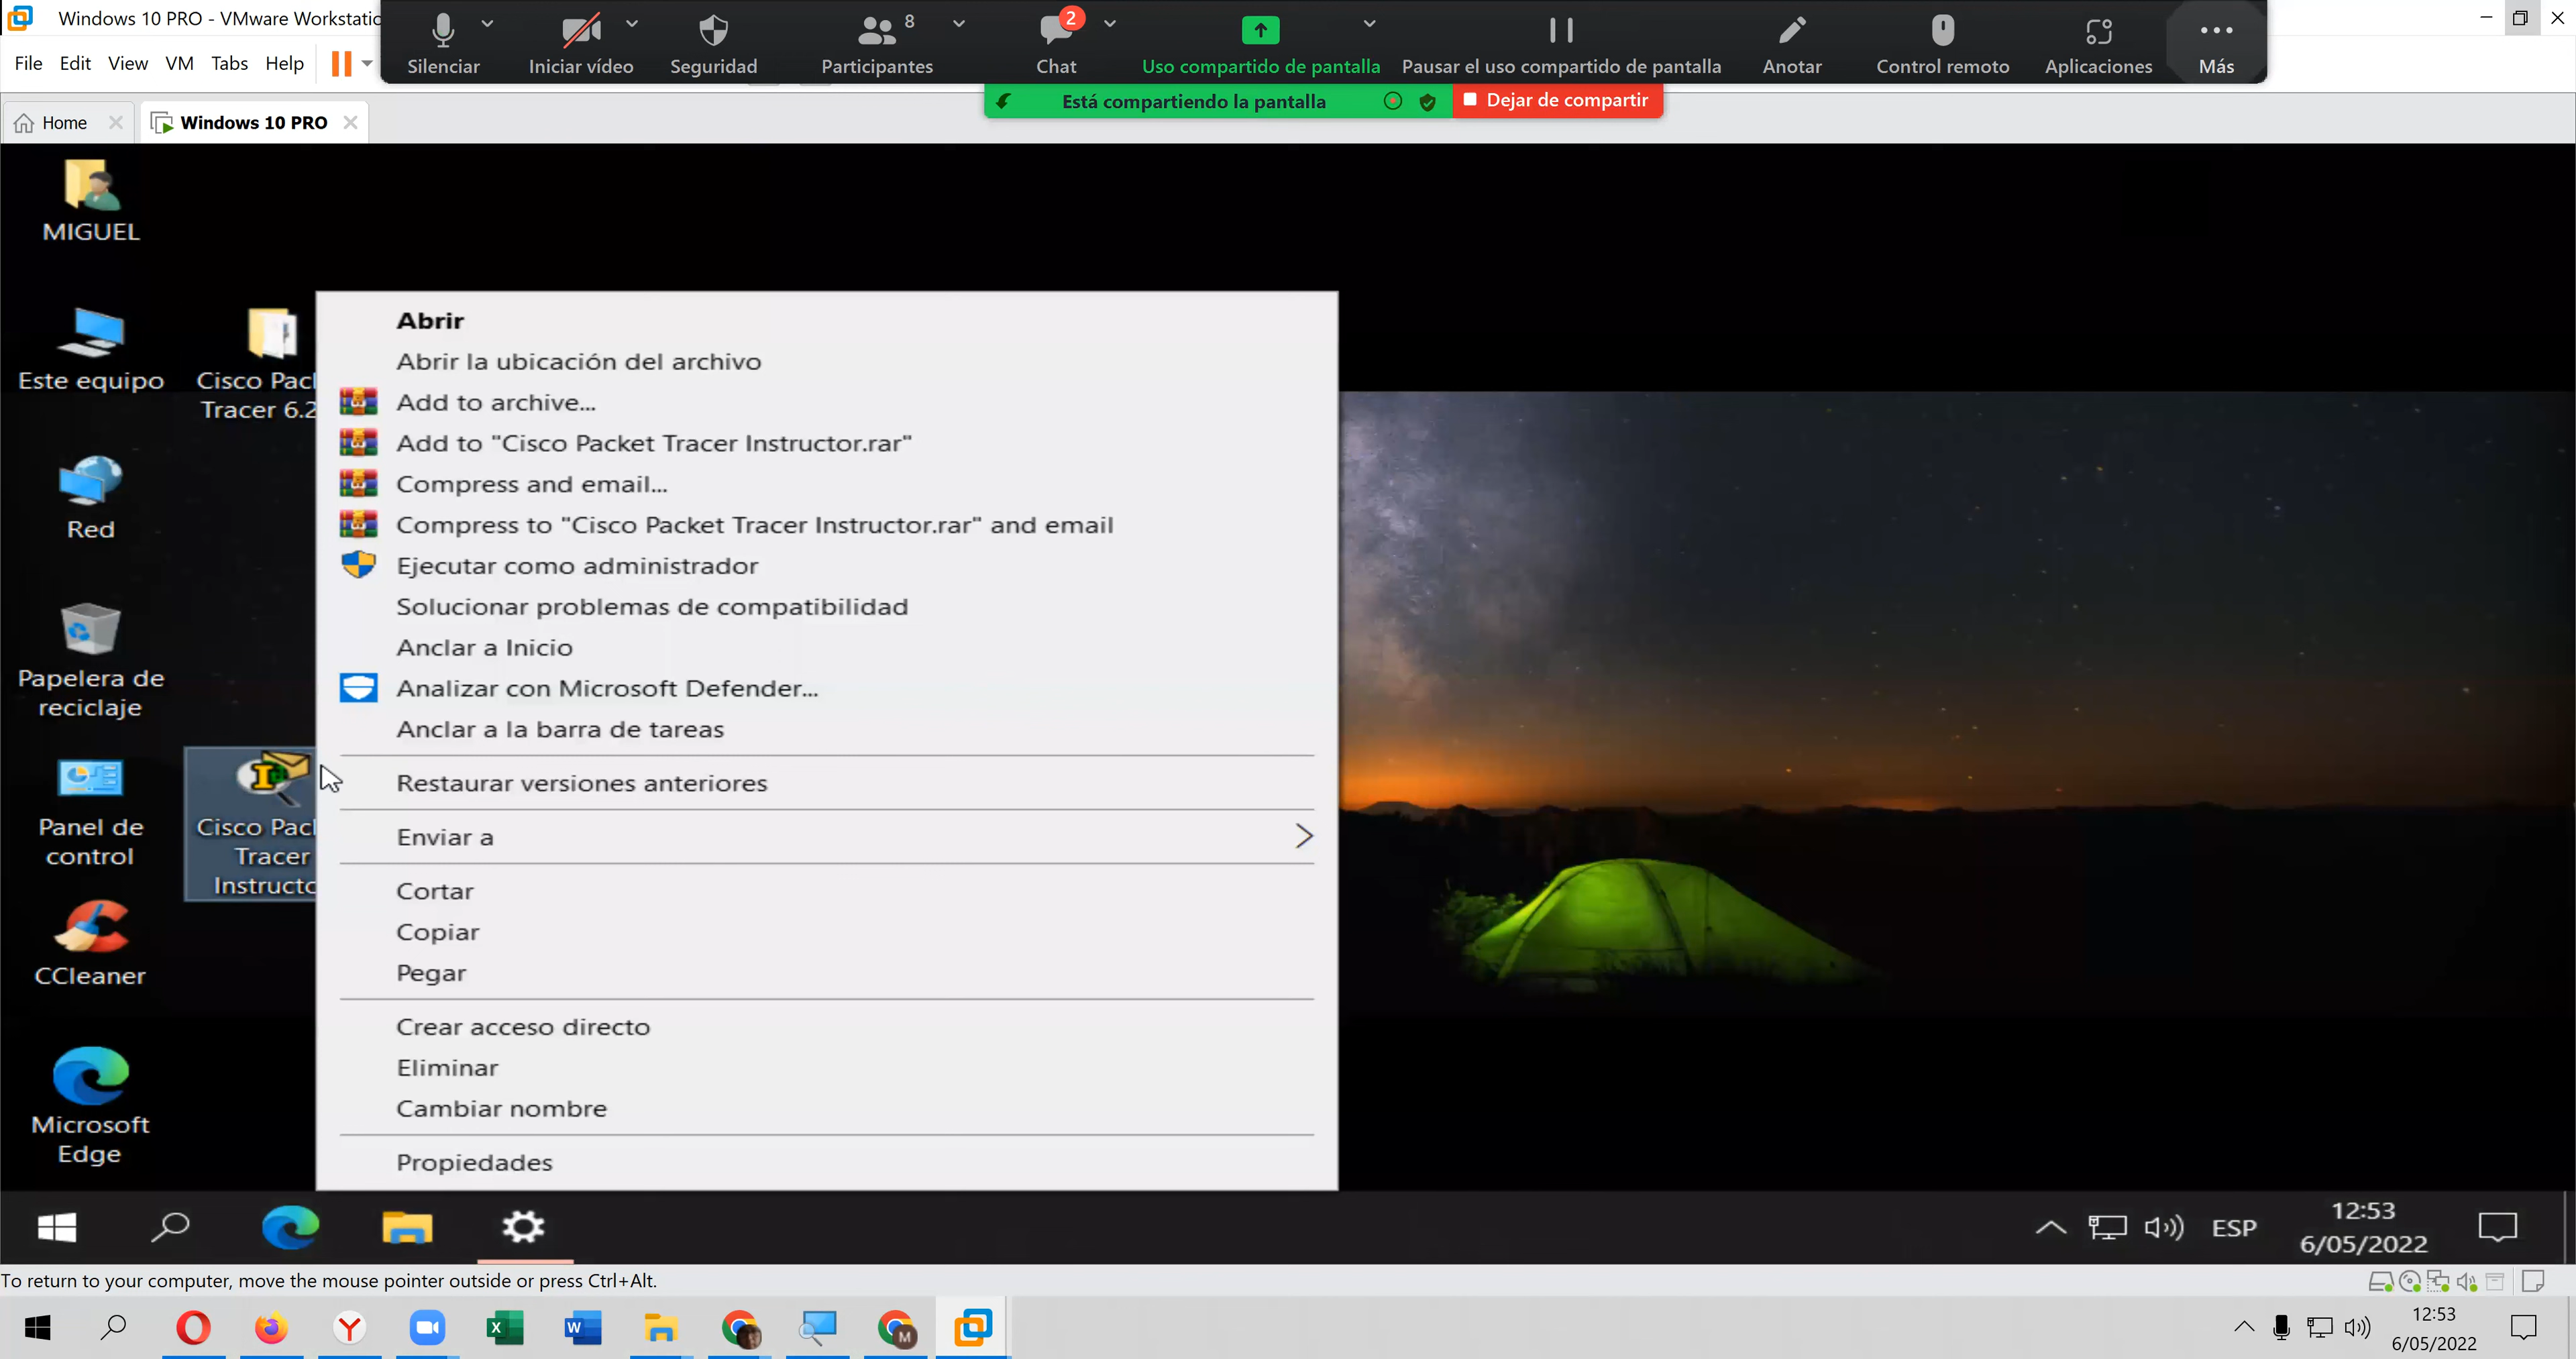 Windows 10 PRO - VMware Workstatio
Silenciar
Iniciar vídeo
Seguridad
8
Participantes
2
Chat
Uso compartido de pantalla
Pausar el uso compartido de pantalla
Anotar
Control remoto
Aplicaciones
Más
File Edit View VM Tabs Help
Está compartiendo la pantalla
Dejar de compartir
Home
Windows 10 PRO
MIGUEL
Este equipo
Cisco Pac
Tracer 6.2
Red
Papelera de
reciclaje
Panel de
control
Cisco Pac
Tracer
Instructo
CCleaner
Microsoft
Edge
Abrir
Abrir la ubicación del archivo
Add to archive...
Add to "Cisco Packet Tracer Instructor.rar"
Compress and email...
Compress to "Cisco Packet Tracer Instructor.rar" and email
Ejecutar como administrador
Solucionar problemas de compatibilidad
Anclar a Inicio
Analizar con Microsoft Defender...
Anclar a la barra de tareas
Restaurar versiones anteriores
Enviar a
Cortar
Copiar
Pegar
Crear acceso directo
Eliminar
Cambiar nombre
Propiedades
ESP
12:53
6/05/2022
To return to your computer, move the mouse pointer outside or press Ctrl+Alt.
12:53
6/05/2022